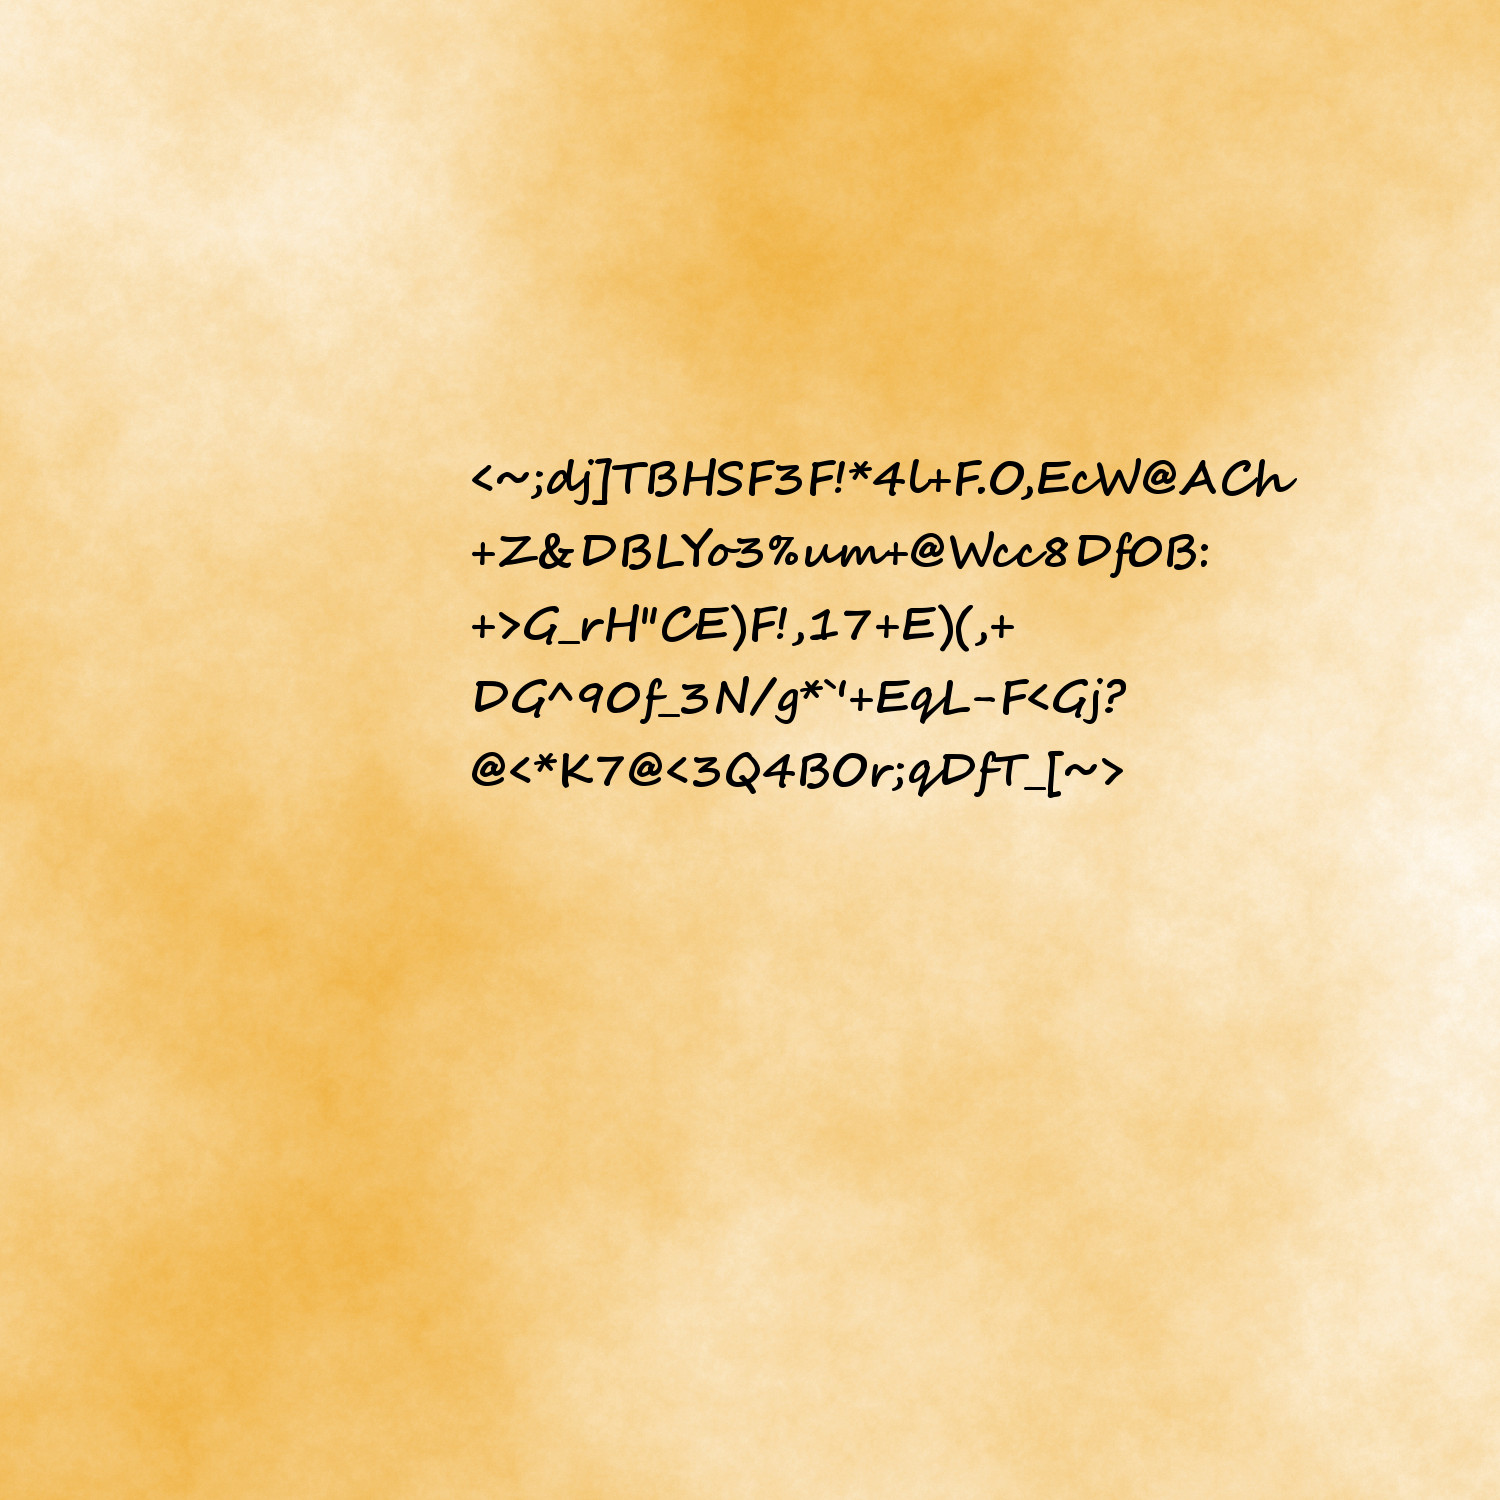 <~;dj]TBHSF3F!*4l+F.O,EcW@ACh
+Z&DBLYo3%um+@Wcc8DfOB:
+>G_rH"CE)F!,17+E)(,+
DG^9Of_3N/g*`'+EqL-F<Gj?
@<*K7@<3Q4BOr;qDfT_[~>